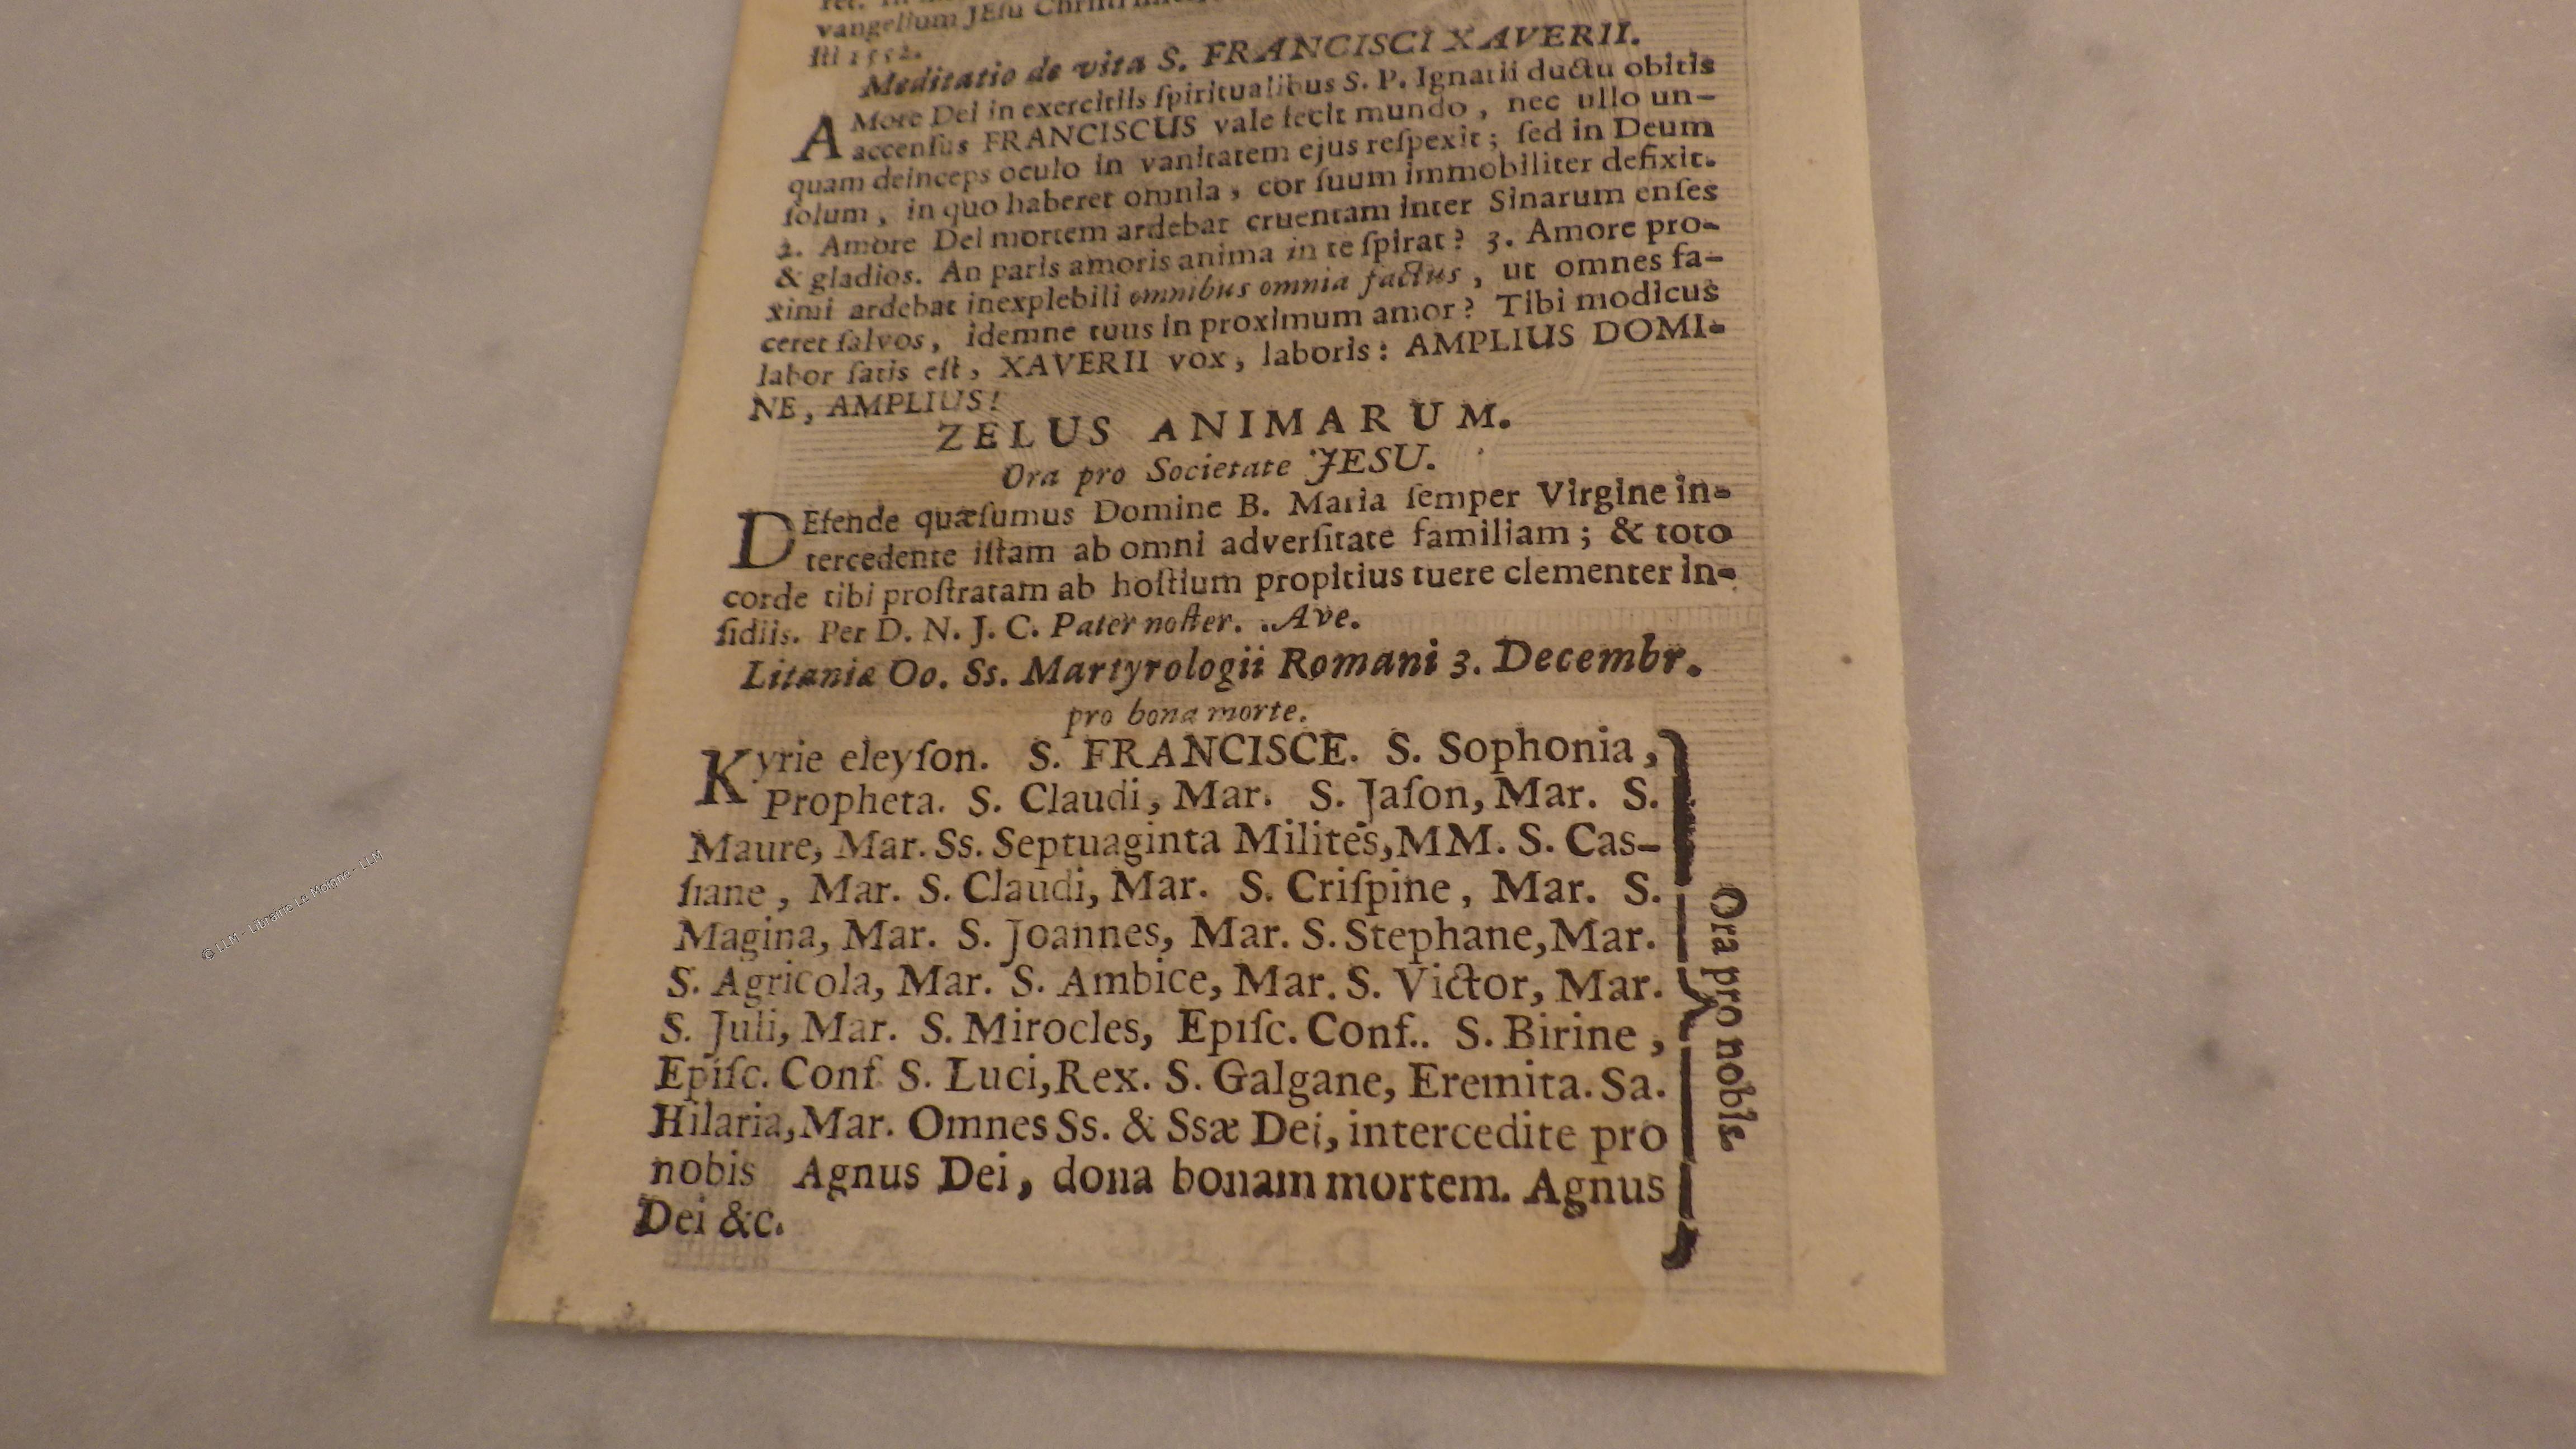 vangelium JEsu Christi
sti 1552.
Meditatio de vita S. FRANCISCI XAVERII.
AMore Dei in exercitiis ſpiritualibus S. P. Ignatii ductu obitis
accenſus FRANCISCUS vale fecit mundo, nec ullo un-
quam deinceps oculo in vanitatem ejus reſpexit; ſed in Deum
ſolum, in quo haberet omnia, cor ſuum immobiliter defixit.
2. Amore Dei mortem ardebat cruentam inter Sinarum enſes
& gladios. An paris amoris anima in te ſpirat? 3. Amore pro-
ximi ardebat inexplebili omnibus omnia factus, ut omnes fa-
ceret ſalvos, idemne tuus in proximum amor? Tibi modicus
labor ſatis eſt, XAVERII vox, laboris: AMPLIUS DOMI-
NE, AMPLIUS!
ZELUS ANIMARUM.
Ora pro Societate JESU.
DEfende quæſumus Domine B. Maria ſemper Virgine in-
tercedente iſtam ab omni adverſitate familiam; & toto
corde tibi proſtratam ab hoſtium propitius tuere clementer in-
ſidiis. Per D. N. J. C. Pater noſter. Ave.
Litaniæ Oo. Ss. Martyrologii Romani 3. Decembr.
pro bona morte.
Kyrie eleyſon. S. FRANCISCE. S. Sophonia,
Propheta. S. Claudi, Mar. S. Jaſon, Mar. S.
Maure, Mar. Ss. Septuaginta Milites, MM. S. Cas-
ſiane, Mar. S. Claudi, Mar. S. Criſpine, Mar. S.
Magina, Mar. S. Joannes, Mar. S. Stephane, Mar.
S. Agricola, Mar. S. Ambice, Mar. S. Victor, Mar.
S. Juli, Mar. S. Mirocles, Epiſc. Conf.. S. Birine,
Epiſc. Conf S. Luci, Rex. S. Galgane, Eremita. Sa.
Hilaria, Mar. Omnes Ss. & Ssæ Dei, intercedite pro
nobis Agnus Dei, dona bonam mortem. Agnus
Dei &c.
Ora pro nobis.
© LLM - Librairie Le Moigne - LLM